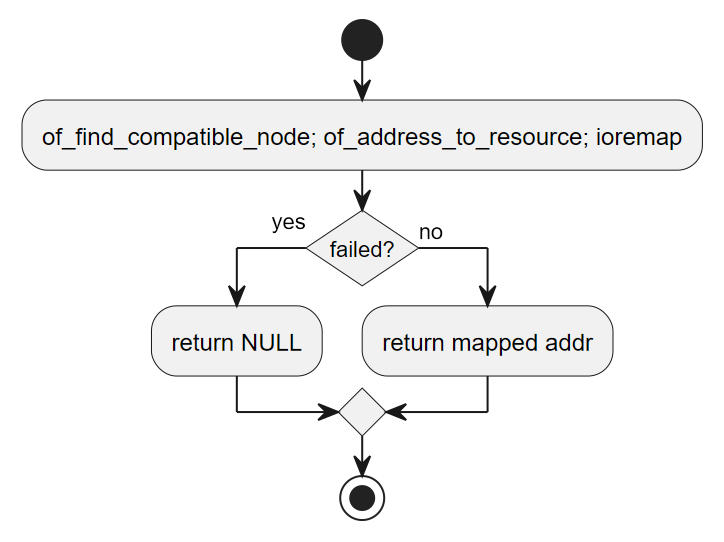 of_find_compatible_node; of_address_to_resource; ioremap
yes
failed?
no
return NULL
return mapped addr